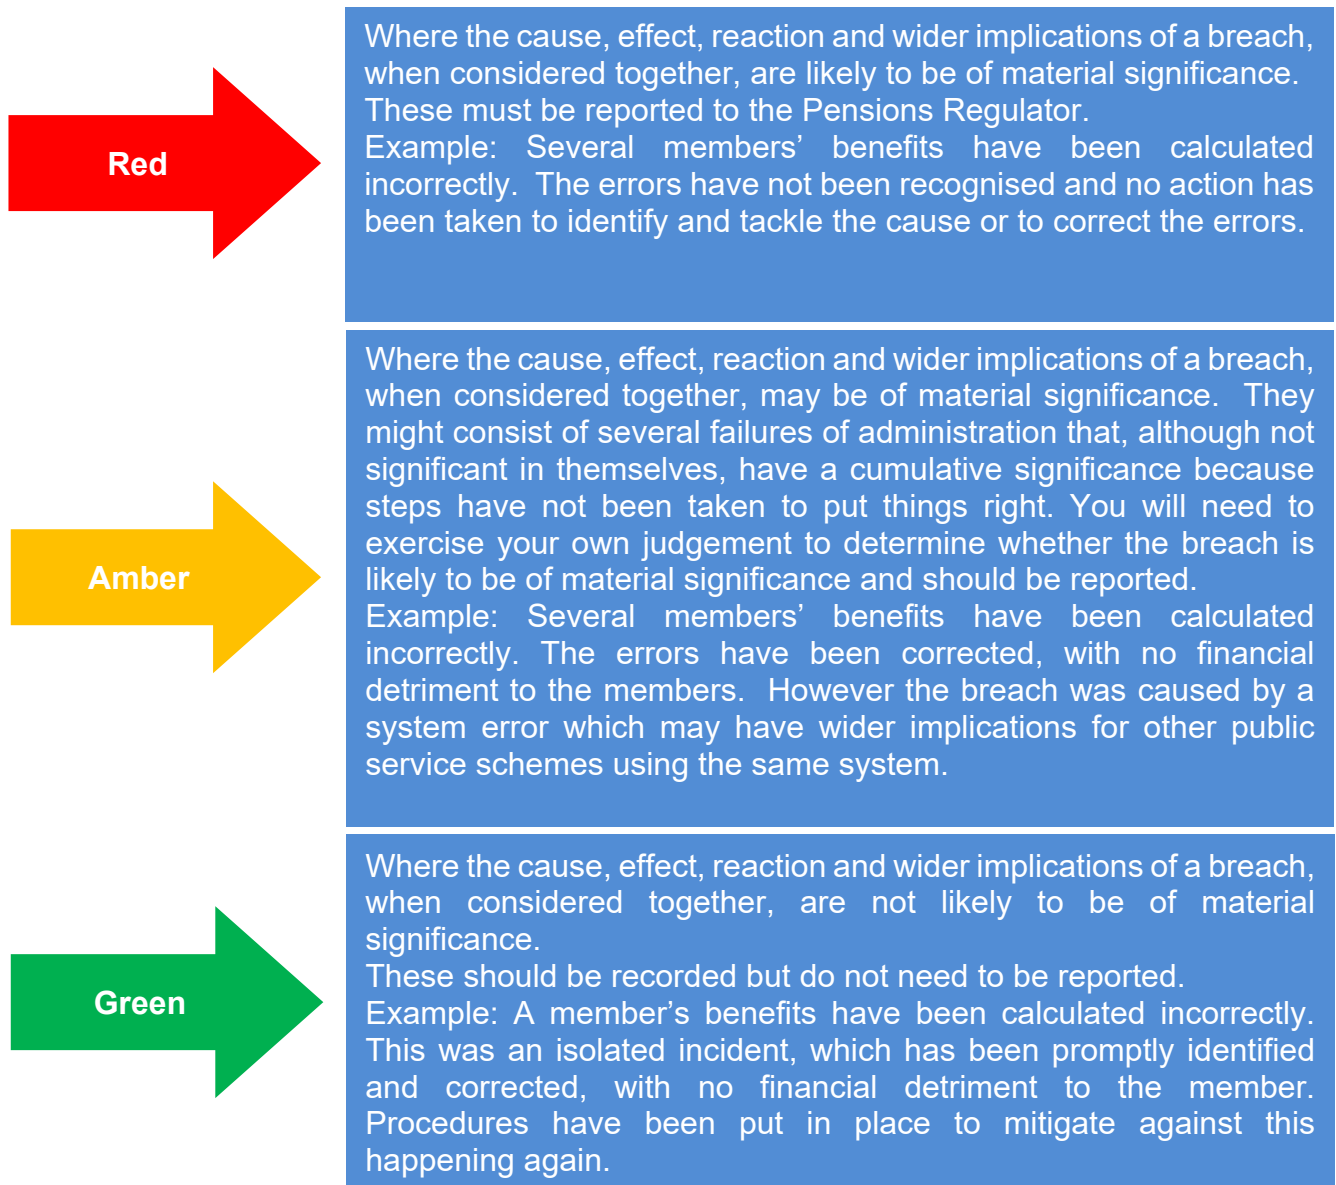 Red
Where the cause, effect, reaction and wider implications of a breach,
when considered together, are likely to be of material significance.
These must be reported to the Pensions Regulator.
Example: Several members’ benefits have been calculated
incorrectly.  The errors have not been recognised and no action has
been taken to identify and tackle the cause or to correct the errors.
Amber
Where the cause, effect, reaction and wider implications of a breach,
when considered together, may be of material significance.  They
might consist of several failures of administration that, although not
significant in themselves, have a cumulative significance because
steps have not been taken to put things right. You will need to
exercise your own judgement to determine whether the breach is
likely to be of material significance and should be reported.
Example: Several members’ benefits have been calculated
incorrectly. The errors have been corrected, with no financial
detriment to the members.  However the breach was caused by a
system error which may have wider implications for other public
service schemes using the same system.
Green
Where the cause, effect, reaction and wider implications of a breach,
when considered together, are not likely to be of material
significance.
These should be recorded but do not need to be reported.
Example: A member’s benefits have been calculated incorrectly.
This was an isolated incident, which has been promptly identified
and corrected, with no financial detriment to the member.
Procedures have been put in place to mitigate against this
happening again.